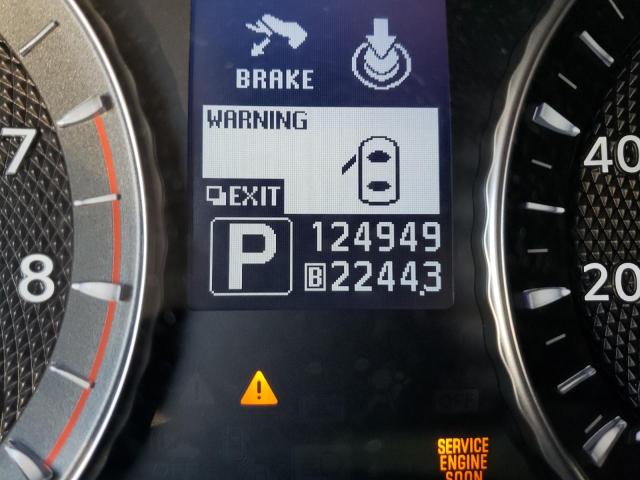 BRAKE
WARNING
EXIT
7
40
P
124949
B 2244.3
8
20
SERVICE
ENGINE
SOON